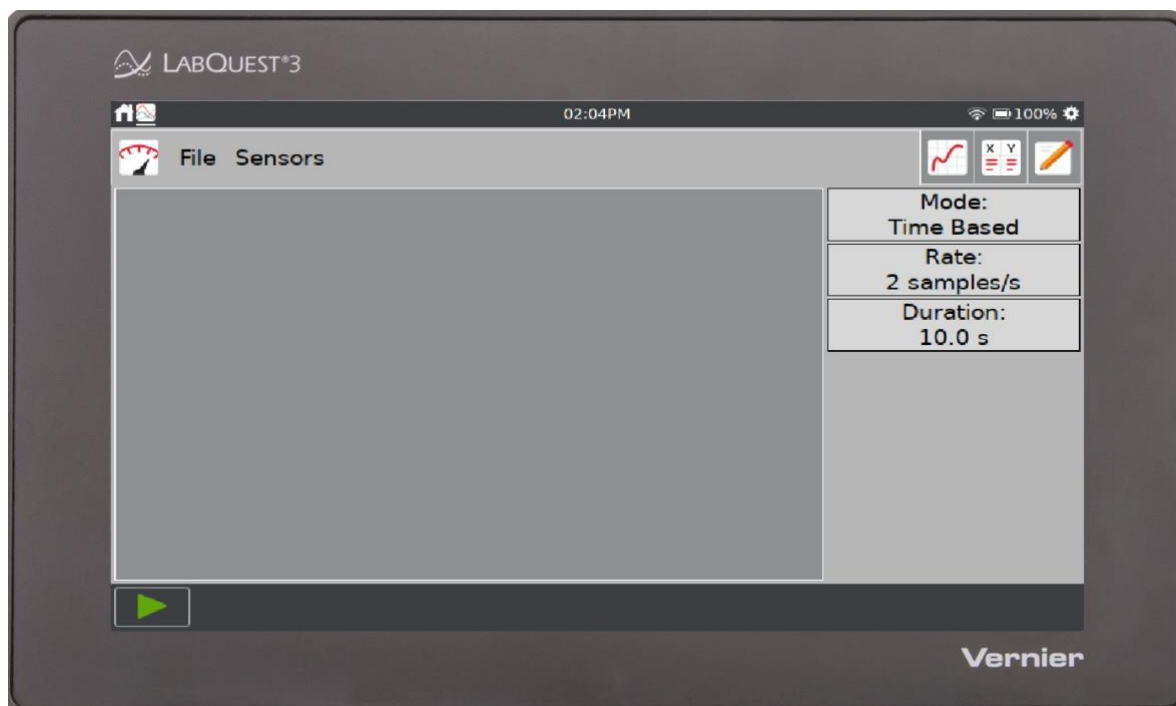 LABQUEST®3
02:04PM
100%
File Sensors
X Y
Mode:
Time Based
Rate:
2 samples/s
Duration:
10.0 s
Vernier